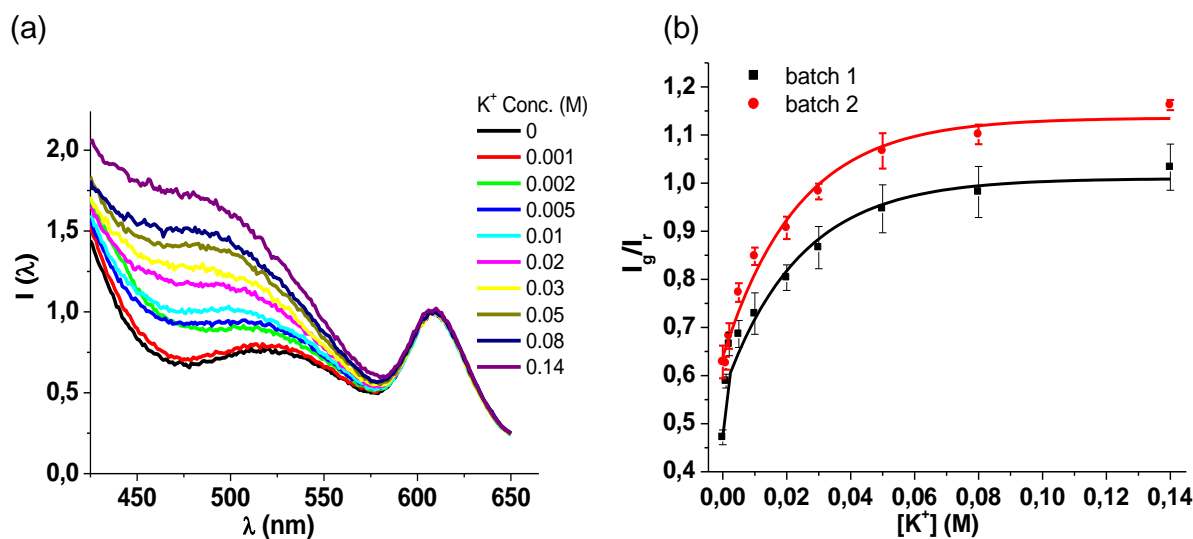 (a)
K⁺ Conc. (M)
0
0.001
0.002
0.005
0.01
0.02
0.03
0.05
0.08
0.14
2,0
1,5
1,0
0,5
0,0
I (λ)
450 500 550 600 650
λ (nm)
(b)
batch 1
batch 2
1,2
1,1
1,0
0,9
0,8
0,7
0,6
0,5
0,4
I_g/I_r
0,00 0,02 0,04 0,06 0,08 0,10 0,12 0,14
[K⁺] (M)